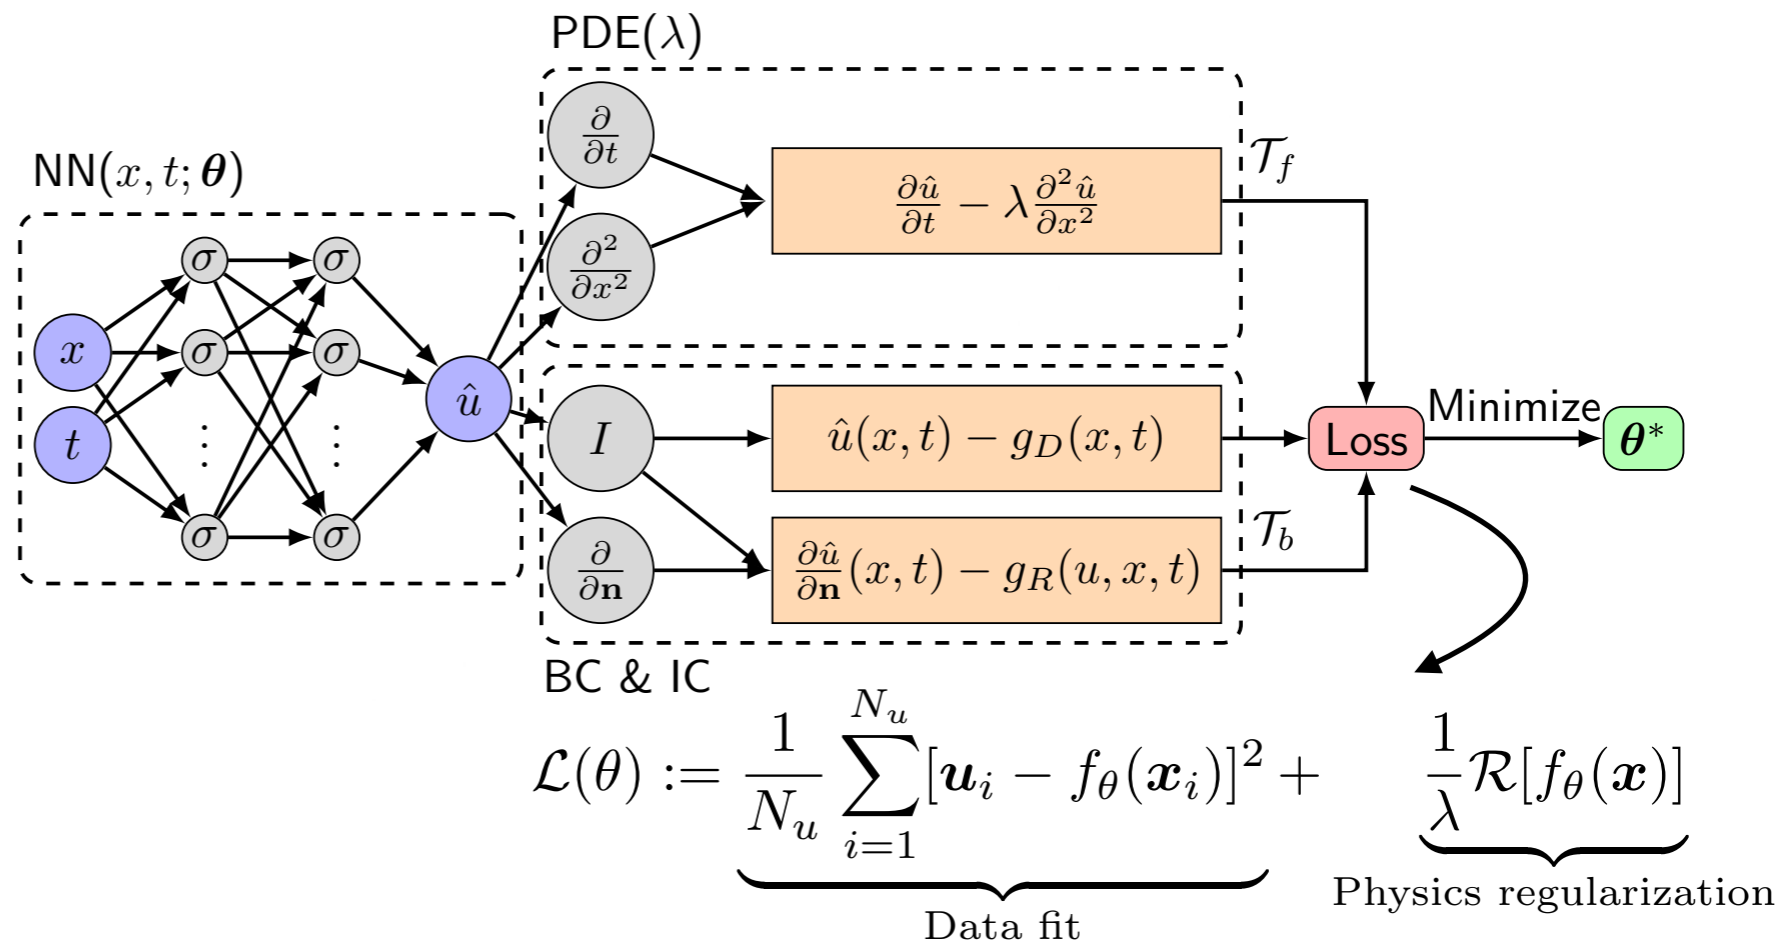 PDE(λ)
NN(x, t; θ)
∂/∂t
∂²/∂x²
∂û/∂t − λ ∂²û/∂x²
𝒯_f
σ σ
x σ σ
t ⋮ ⋮
σ σ
û
I
û(x, t) − g_D(x, t)
Loss
Minimize
θ*
∂/∂n
∂û/∂n(x, t) − g_R(u, x, t)
𝒯_b
BC & IC
ℒ(θ) := 1/N_u ∑_{i=1}^{N_u} [u_i − f_θ(x_i)]² + 1/λ ℛ[f_θ(x)]
Data fit
Physics regularization